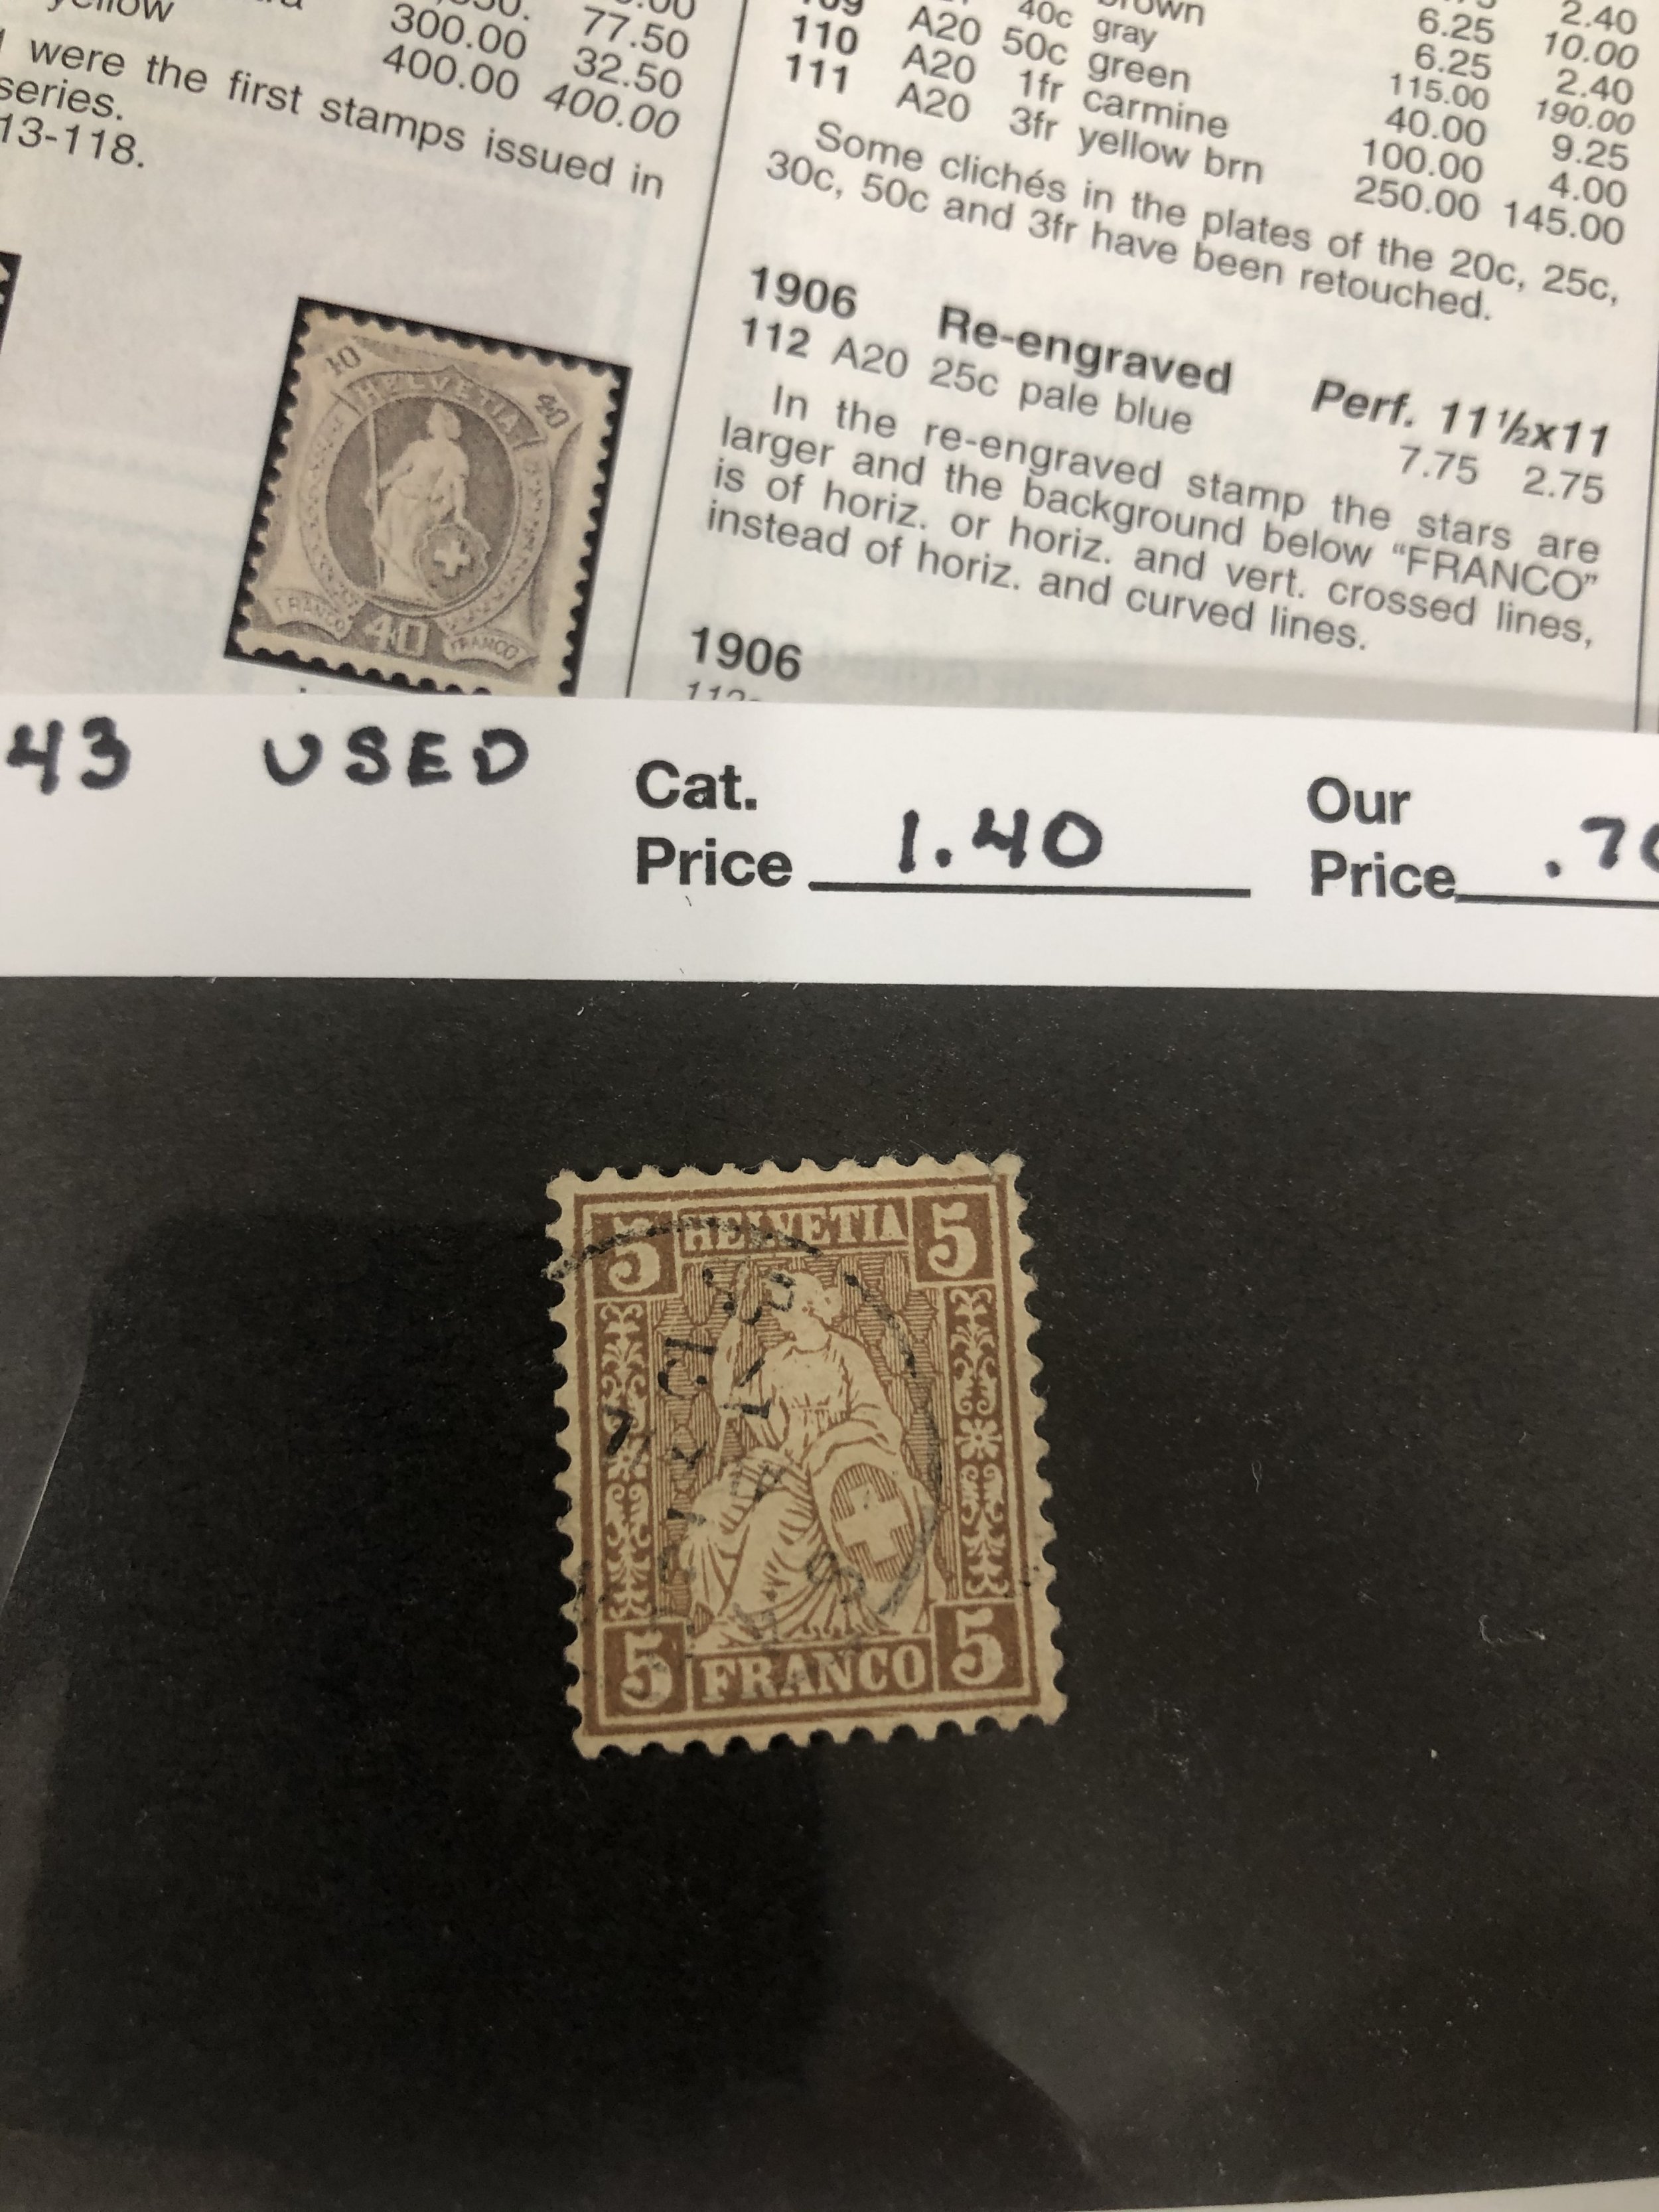 yellow
300.00 77.50
400.00 32.50
400.00
were the first stamps issued in
series.
13-118.
40 40
HELVETIA
FRANCO 40 FRANCO
109 A20 40c gray
110 A20 50c green
111 A20 1fr carmine
A20 3fr yellow brn
2.40
6.25 10.00
6.25 2.40
115.00 190.00
40.00 9.25
100.00 4.00
250.00 145.00
Some clichés in the plates of the 20c, 25c,
30c, 50c and 3fr have been retouched.
1906 Re-engraved Perf. 11½x11
112 A20 25c pale blue 7.75 2.75
In the re-engraved stamp the stars are
larger and the background below “FRANCO”
is of horiz. or horiz. and vert. crossed lines,
instead of horiz. and curved lines.
1906
43 USED Cat. Price 1.40 Our Price .70
5 HELVETIA 5
5 FRANCO 5